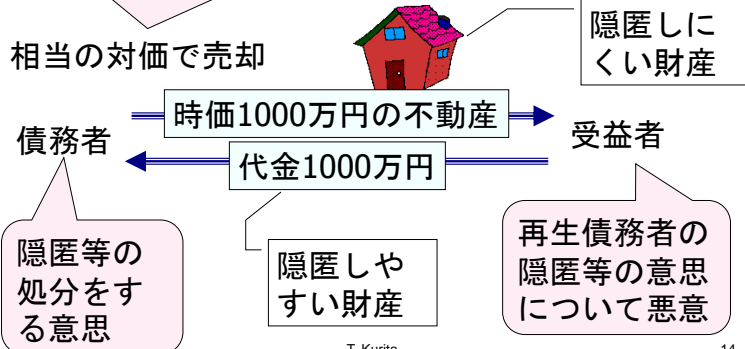 相当の対価で売却
隠匿しに
くい財産
時価1000万円の不動産
債務者
受益者
代金1000万円
隠匿等の
処分をす
る意思
隠匿しや
すい財産
再生債務者の
隠匿等の意思
について悪意
T. Kurita
14